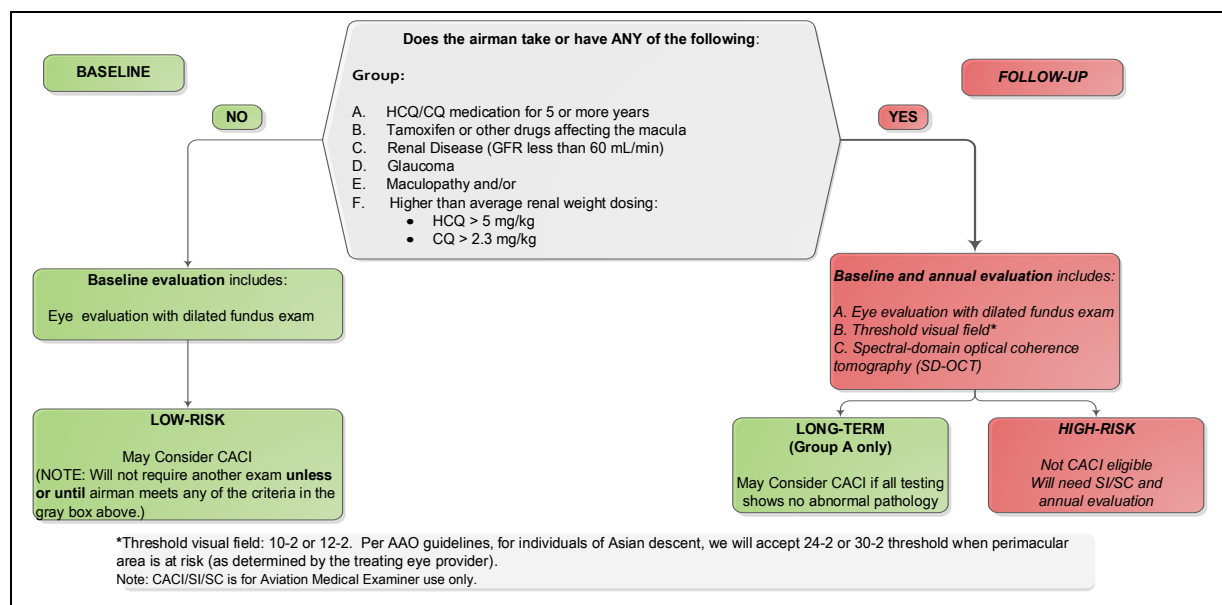 Does the airman take or have ANY of the following:
BASELINE
FOLLOW-UP
Group:
NO
YES
A. HCQ/CQ medication for 5 or more years
B. Tamoxifen or other drugs affecting the macula
C. Renal Disease (GFR less than 60 mL/min)
D. Glaucoma
E. Maculopathy and/or
F. Higher than average renal weight dosing:
• HCQ > 5 mg/kg
• CQ > 2.3 mg/kg
Baseline evaluation includes:
Eye evaluation with dilated fundus exam
Baseline and annual evaluation includes:
A. Eye evaluation with dilated fundus exam
B. Threshold visual field*
C. Spectral-domain optical coherence
tomography (SD-OCT)
LOW-RISK
May Consider CACI
(NOTE: Will not require another exam unless
or until airman meets any of the criteria in the
gray box above.)
LONG-TERM
(Group A only)
May Consider CACI if all testing
shows no abnormal pathology
HIGH-RISK
Not CACI eligible
Will need SI/SC and
annual evaluation
*Threshold visual field: 10-2 or 12-2. Per AAO guidelines, for individuals of Asian descent, we will accept 24-2 or 30-2 threshold when perimacular
area is at risk (as determined by the treating eye provider).
Note: CACI/SI/SC is for Aviation Medical Examiner use only.